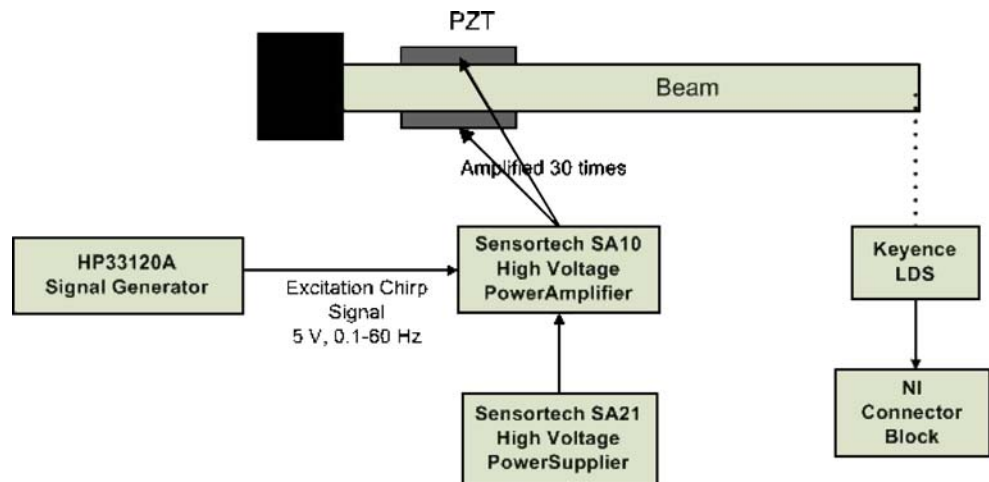 PZT
Beam
Amplified 30 times
HP33120A
Signal Generator
Excitation Chirp
Signal
5 V, 0.1-60 Hz
Sensortech SA10
High Voltage
PowerAmplifier
Keyence
LDS
Sensortech SA21
High Voltage
PowerSupplier
NI
Connector
Block